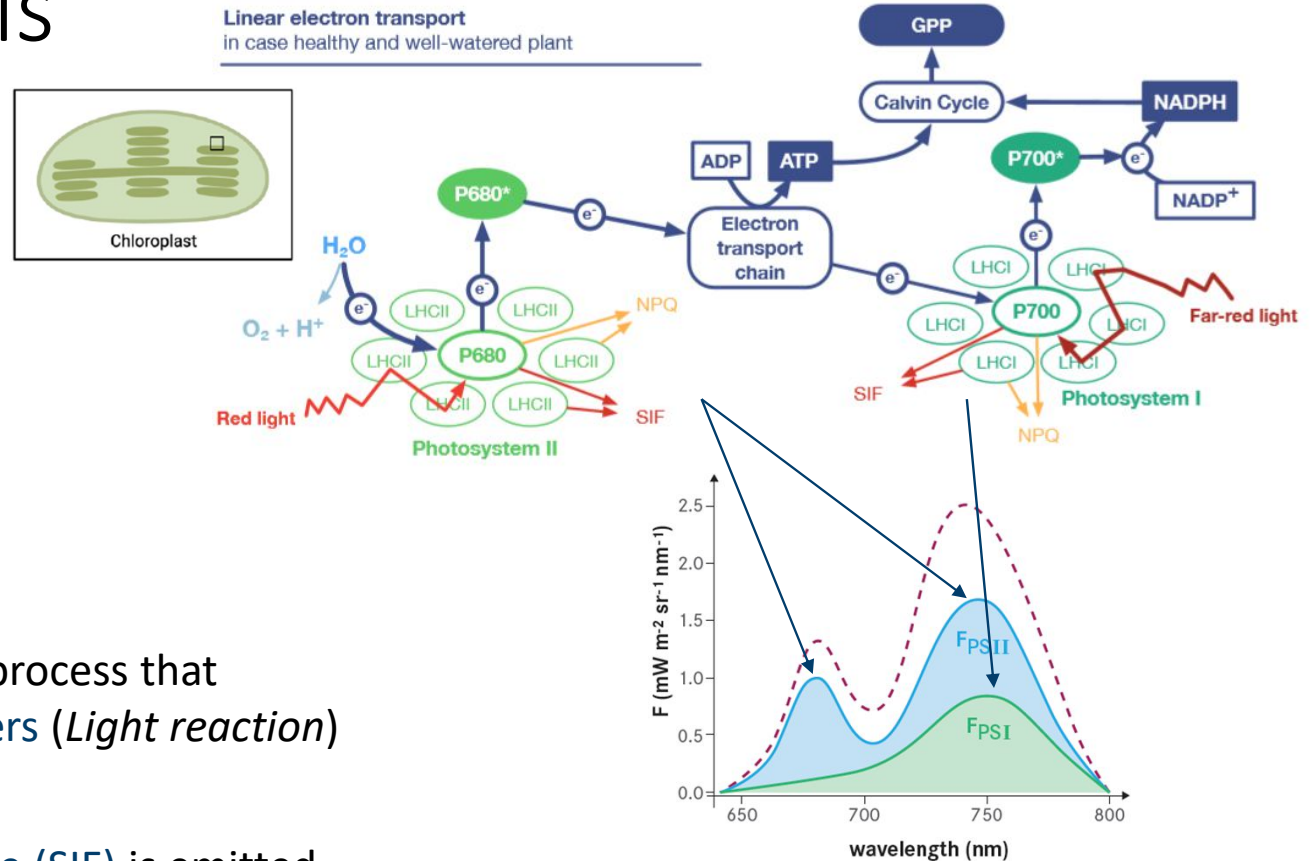 Linear electron transport
in case healthy and well-watered plant
Chloroplast
GPP
Calvin Cycle
NADPH
ADP
ATP
P700*
e-
NADP+
P680*
e-
Electron
transport
chain
H₂O
e-
O₂ + H+
e-
LHCII
LHCII
NPQ
LHCII
P680
LHCII
LHCII
LHCII
SIF
Red light
Photosystem II
e-
e-
LHCI
LHCI
LHCI
P700
LHCI
LHCI
LHCI
Far-red light
SIF
Photosystem I
NPQ
F (mW m-2 sr-1 nm-1)
2.5
2.0
1.5
1.0
0.5
0.0
FPSII
FPSI
650
700
750
800
wavelength (nm)
process that
(Light reaction)
(SIF) is emitted